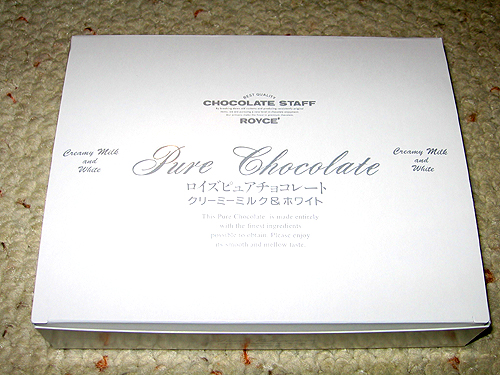 BEST QUALITY
CHOCOLATE STAFF
ROYCE'
Creamy Milk
and
White
Pure Chocolate
Creamy Milk
and
White
ロイズピュアチョコレート
クリーミーミルク&ホワイト
This Pure Chocolate is made entirely
with the finest ingredients
possible to obtain. Please enjoy
its smooth and mellow taste.